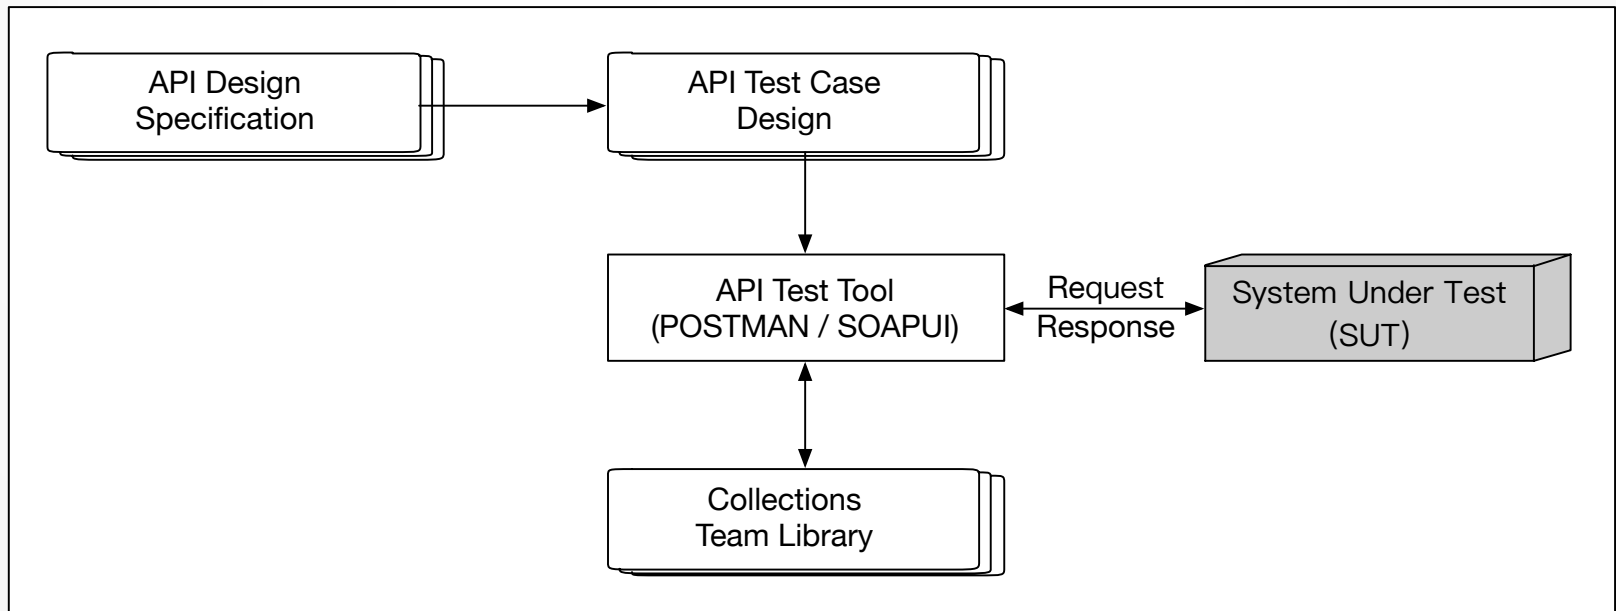 API Design
Specification
API Test Case
Design
API Test Tool
(POSTMAN / SOAPUI)
Request
Response
System Under Test
(SUT)
Collections
Team Library